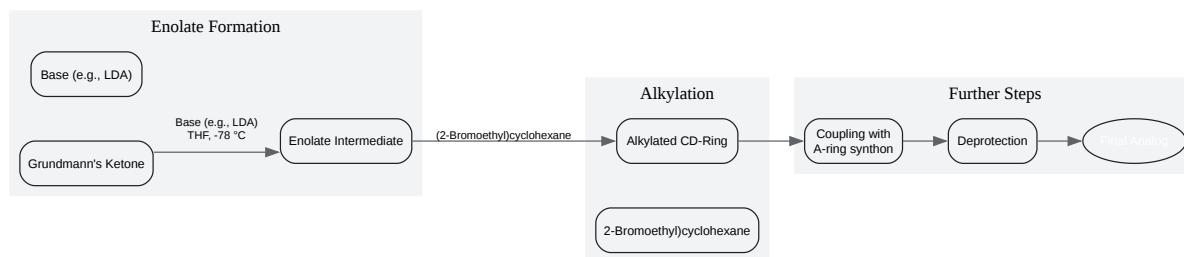 Enolate Formation
Base (e.g., LDA)
Base (e.g., LDA)
THF, -78 °C
Grundmann's Ketone
Enolate Intermediate
(2-Bromoethyl)cyclohexane
Alkylation
Alkylated CD-Ring
2-Bromoethyl)cyclohexane
Further Steps
Coupling with
A-ring synthon
Deprotection
Final Analog